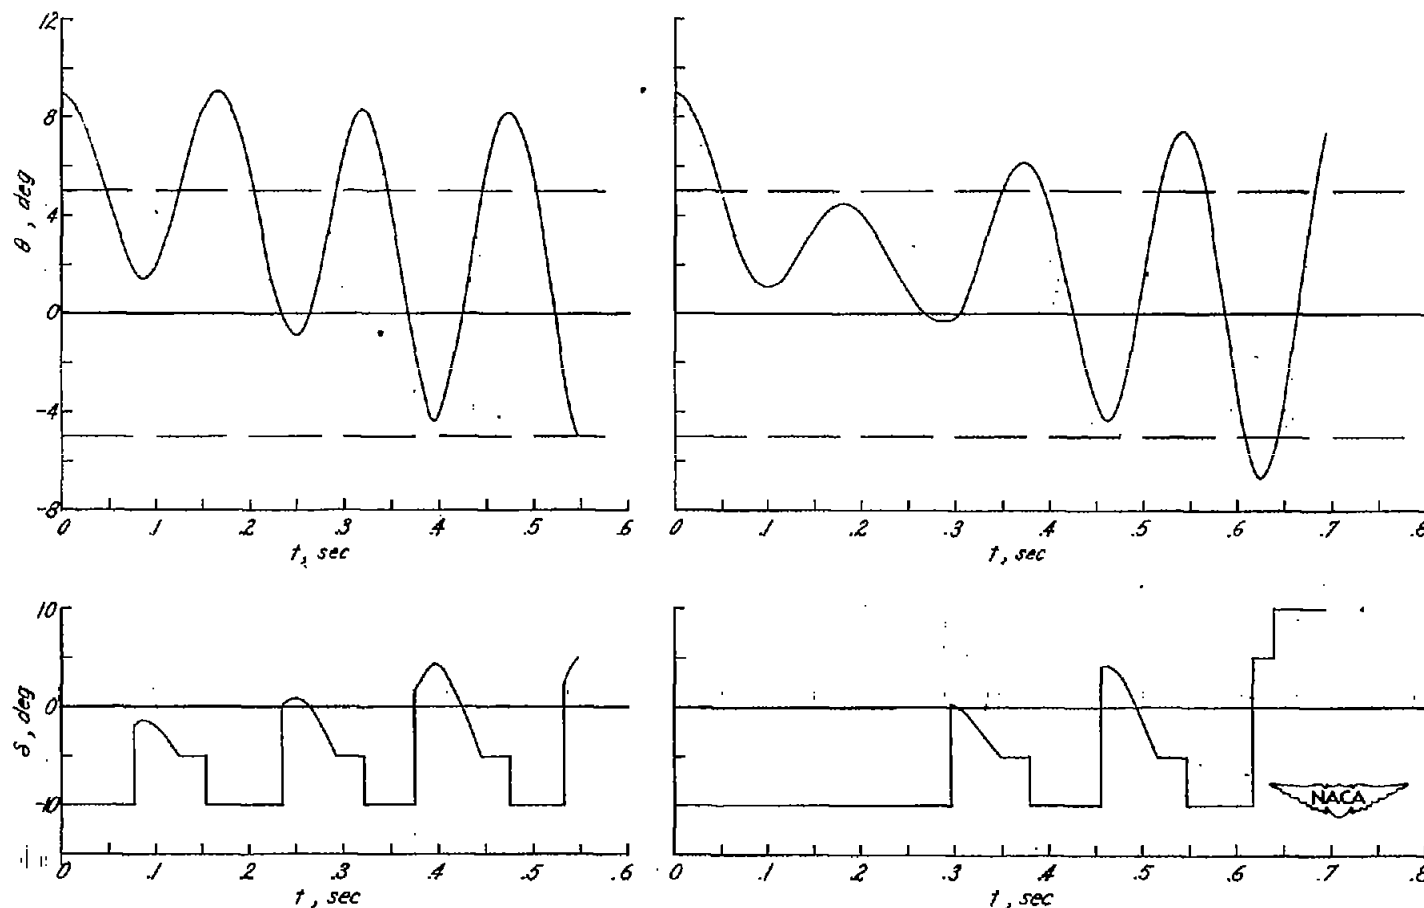 12
8
4
0
-4
-8
θ, deg
0 .1 .2 .3 .4 .5 .6
t, sec
0 .1 .2 .3 .4 .5 .6 .7 .8
t, sec
10
0
-10
δ, deg
0 .1 .2 .3 .4 .5 .6
t, sec
0 .1 .2 .3 .4 .5 .6 .7 .8
t, sec
NACA